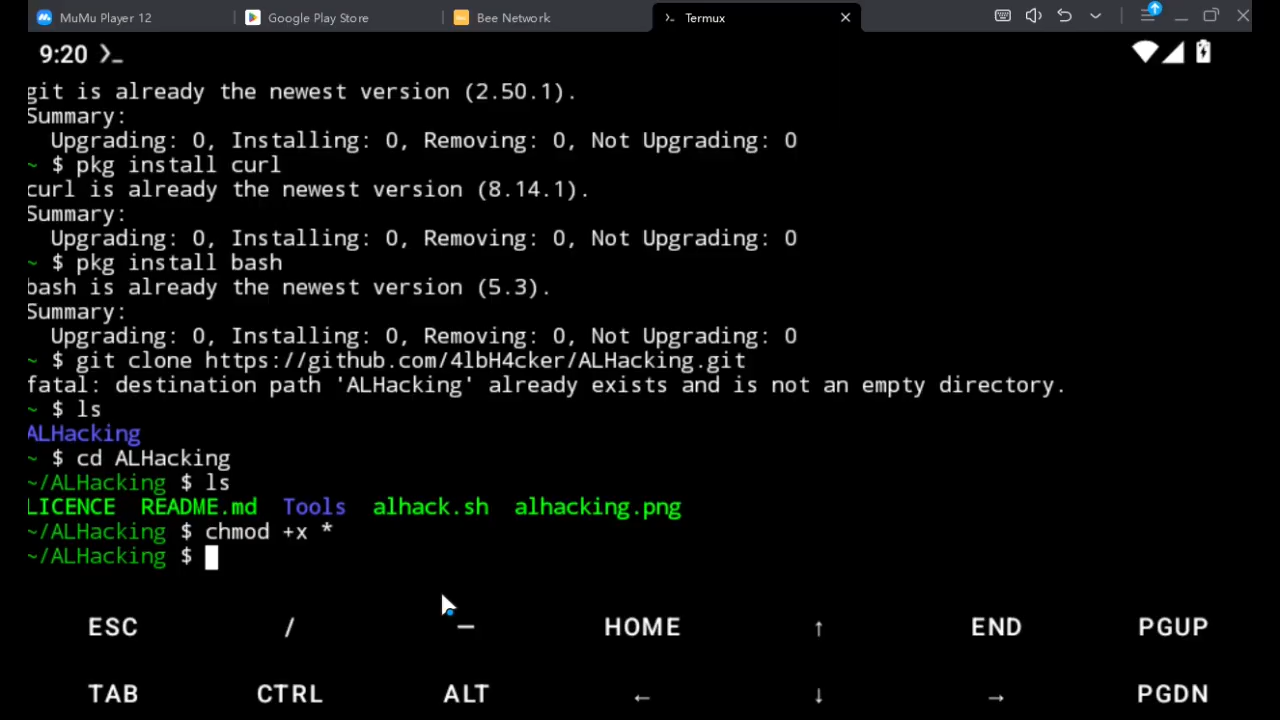 MuMu Player 12 Google Play Store Bee Network Termux
9:20
git is already the newest version (2.50.1).
Summary:
Upgrading: 0, Installing: 0, Removing: 0, Not Upgrading: 0
~ $ pkg install curl
curl is already the newest version (8.14.1).
Summary:
Upgrading: 0, Installing: 0, Removing: 0, Not Upgrading: 0
~ $ pkg install bash
bash is already the newest version (5.3).
Summary:
Upgrading: 0, Installing: 0, Removing: 0, Not Upgrading: 0
~ $ git clone https://github.com/4lbH4cker/ALHacking.git
fatal: destination path 'ALHacking' already exists and is not an empty directory.
~ $ ls
ALHacking
~ $ cd ALHacking
~/ALHacking $ ls
LICENCE README.md Tools alhack.sh alhacking.png
~/ALHacking $ chmod +x *
~/ALHacking $
ESC / — HOME ↑ END PGUP
TAB CTRL ALT ← ↓ → PGDN